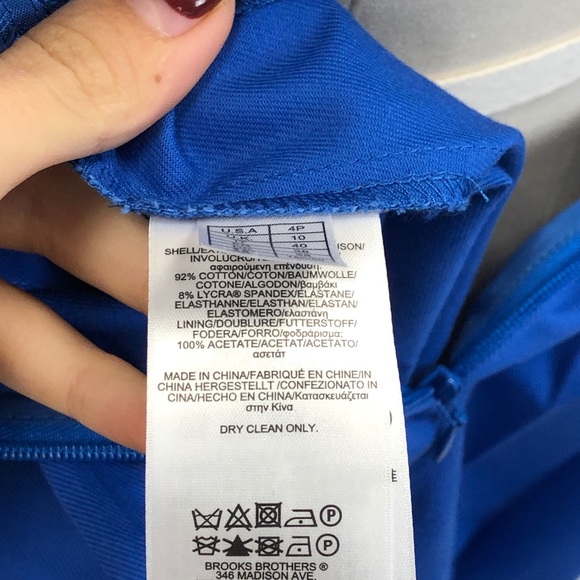 U.S.A 4P
U.K 10
40
SHELL/EX ISON/
INVOLUCRO/
αφαιρούμενη επένδυση:
92% COTTON/COTON/BAUMWOLLE/
COTONE/ALGODON/βαμβάκι
8% LYCRA® SPANDEX/ELASTANE/
ELASTHANNE/ELASTHAN/ELASTAN/
ELASTOMERO/ελαστάνη
LINING/DOUBLURE/FUTTERSTOFF/
FODERA/FORRO/φοδράρισμα:
100% ACETATE/ACETAT/ACETATO/
ασετάτ
MADE IN CHINA/FABRIQUÉ EN CHINE/IN
CHINA HERGESTELLT /CONFEZIONATO IN
CINA/HECHO EN CHINA/Κατασκευάζεται
στην Κίνα
DRY CLEAN ONLY.
P
P
E
BROOKS BROTHERS ®
346 MADISON AVE.